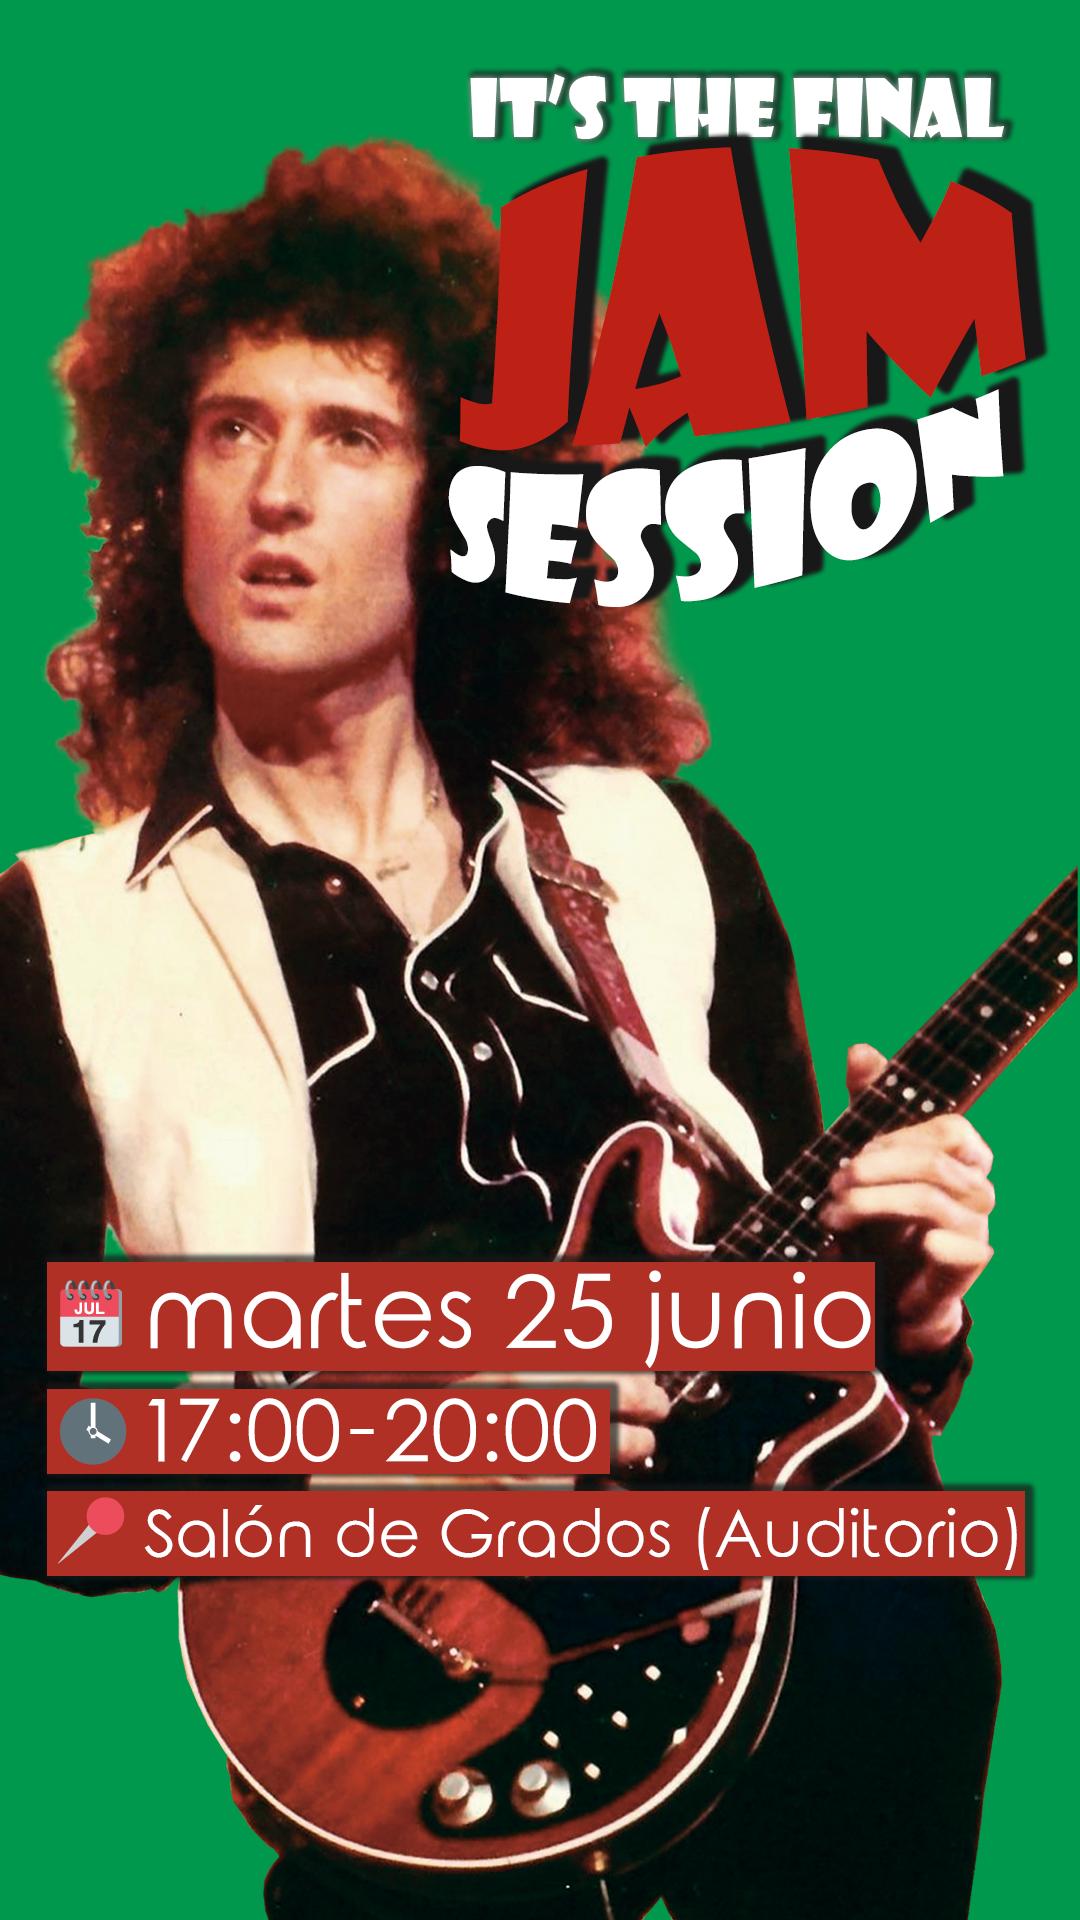 IT'S THE FINAL
JAM
SESSION
JUL
17
martes 25 junio
17:00-20:00
Salón de Grados (Auditorio)